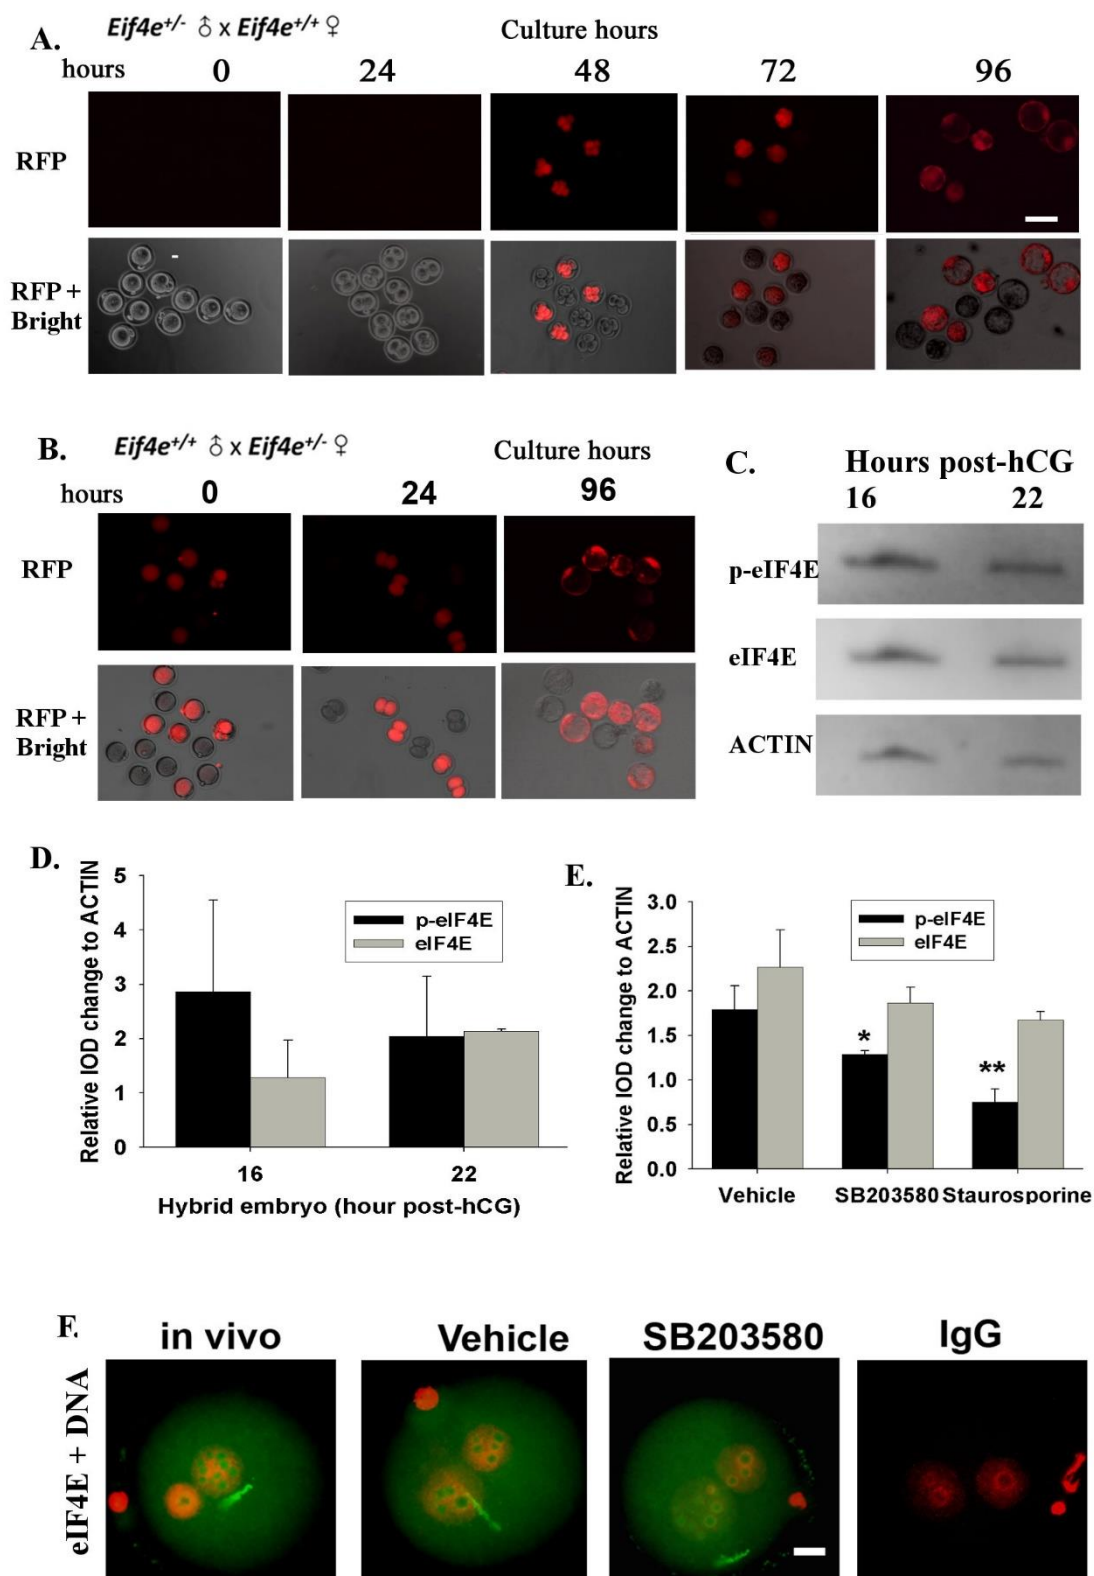 A.
Eif4e+/- ♂ x Eif4e+/+ ♀
Culture hours
hours 0 24 48 72 96
RFP
RFP +
Bright
B.
Eif4e+/+ ♂ x Eif4e+/- ♀
Culture hours
hours 0 24 96
RFP
RFP +
Bright
C.
Hours post-hCG
16 22
p-eIF4E
eIF4E
ACTIN
D.
Relative IOD change to ACTIN
5
4
3
2
1
0
p-eIF4E
eIF4E
16 22
Hybrid embryo (hour post-hCG)
E.
Relative IOD change to ACTIN
3.0
2.5
2.0
1.5
1.0
0.5
0.0
p-eIF4E
eIF4E
*
**
Vehicle SB203580 Staurosporine
F.
in vivo Vehicle SB203580 IgG
eIF4E + DNA